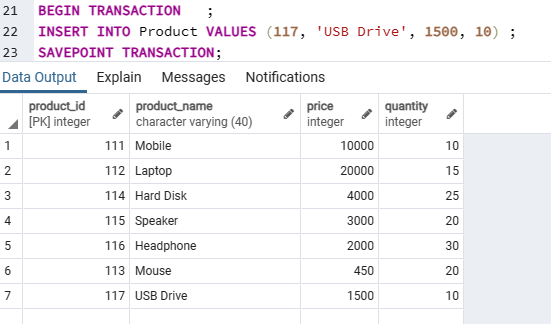 21 BEGIN TRANSACTION ;
22 INSERT INTO Product VALUES (117, 'USB Drive', 1500, 10) ;
23 SAVEPOINT TRANSACTION;
Data Output Explain Messages Notifications
product_id product_name price quantity
[PK] integer character varying (40) integer integer
1 111 Mobile 10000 10
2 112 Laptop 20000 15
3 114 Hard Disk 4000 25
4 115 Speaker 3000 20
5 116 Headphone 2000 30
6 113 Mouse 450 20
7 117 USB Drive 1500 10